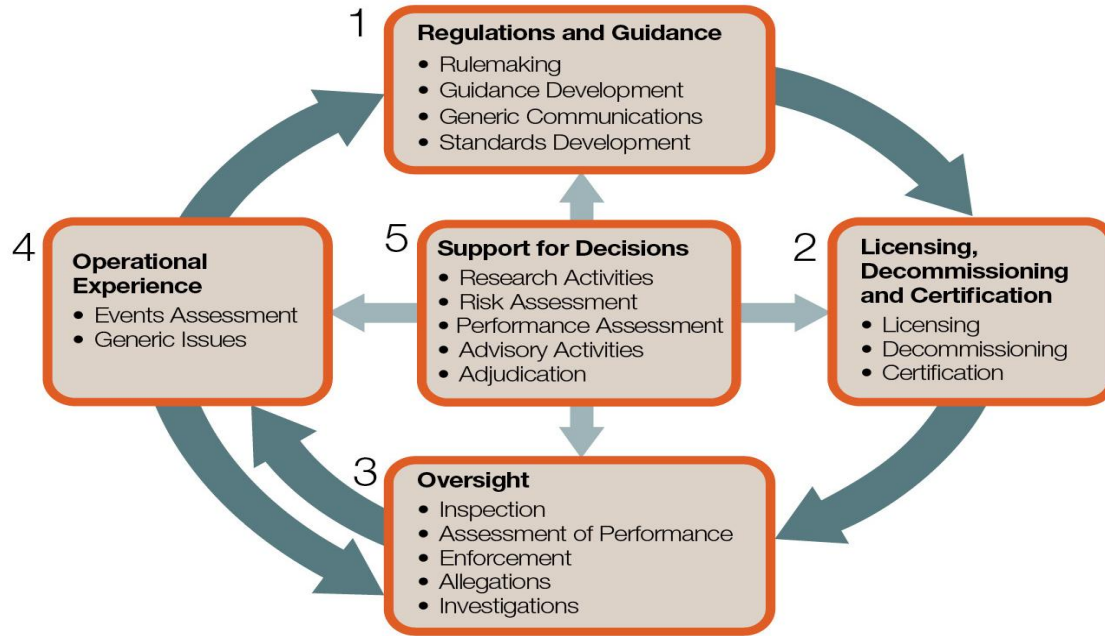 1
Regulations and Guidance
• Rulemaking
• Guidance Development
• Generic Communications
• Standards Development
4
Operational
Experience
• Events Assessment
• Generic Issues
5
Support for Decisions
• Research Activities
• Risk Assessment
• Performance Assessment
• Advisory Activities
• Adjudication
2
Licensing,
Decommissioning
and Certification
• Licensing
• Decommissioning
• Certification
3
Oversight
• Inspection
• Assessment of Performance
• Enforcement
• Allegations
• Investigations